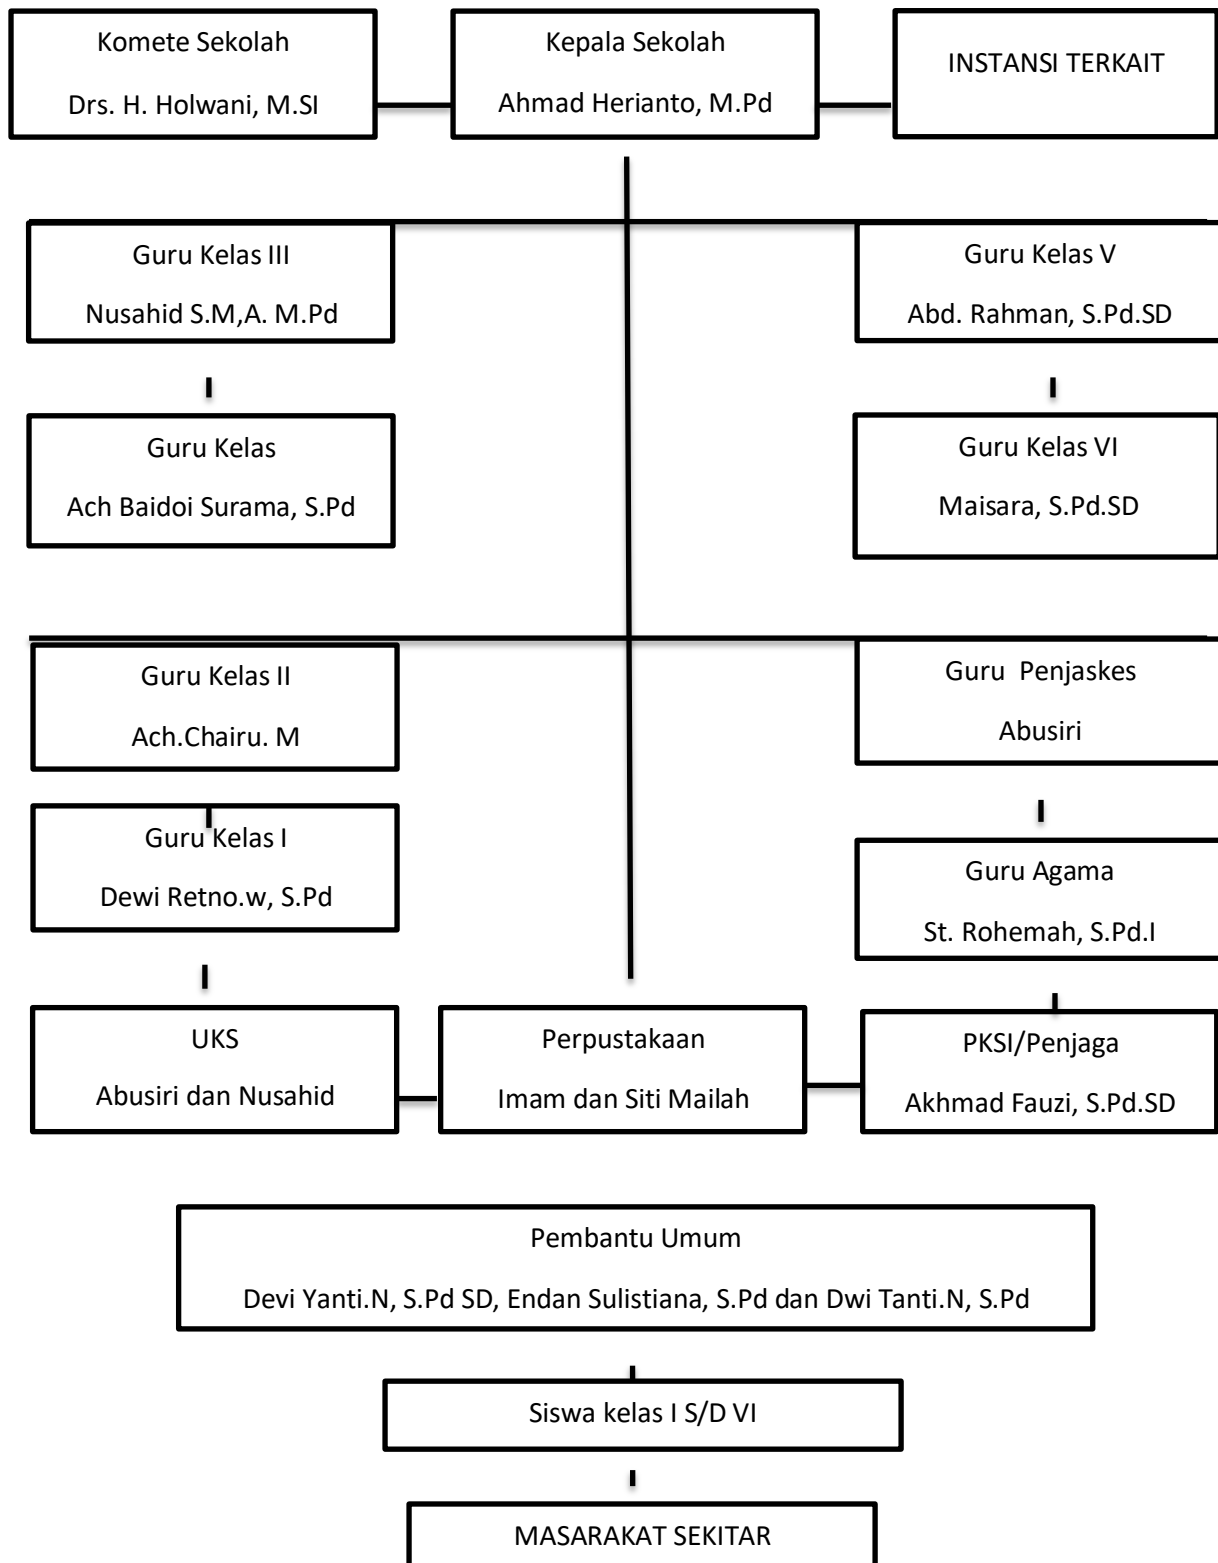 Komete Sekolah
Drs. H. Holwani, M.SI
Kepala Sekolah
Ahmad Herianto, M.Pd
INSTANSI TERKAIT
Guru Kelas III
Nusahid S.M,A. M.Pd
Guru Kelas V
Abd. Rahman, S.Pd.SD
Guru Kelas
Ach Baidoi Surama, S.Pd
Guru Kelas VI
Maisara, S.Pd.SD
Guru Kelas II
Ach.Chairu. M
Guru  Penjaskes
Abusiri
Guru Kelas I
Dewi Retno.w, S.Pd
Guru Agama
St. Rohemah, S.Pd.I
UKS
Abusiri dan Nusahid
Perpustakaan
Imam dan Siti Mailah
PKSI/Penjaga
Akhmad Fauzi, S.Pd.SD
Pembantu Umum
Devi Yanti.N, S.Pd SD, Endan Sulistiana, S.Pd dan Dwi Tanti.N, S.Pd
Siswa kelas I S/D VI
MASARAKAT SEKITAR